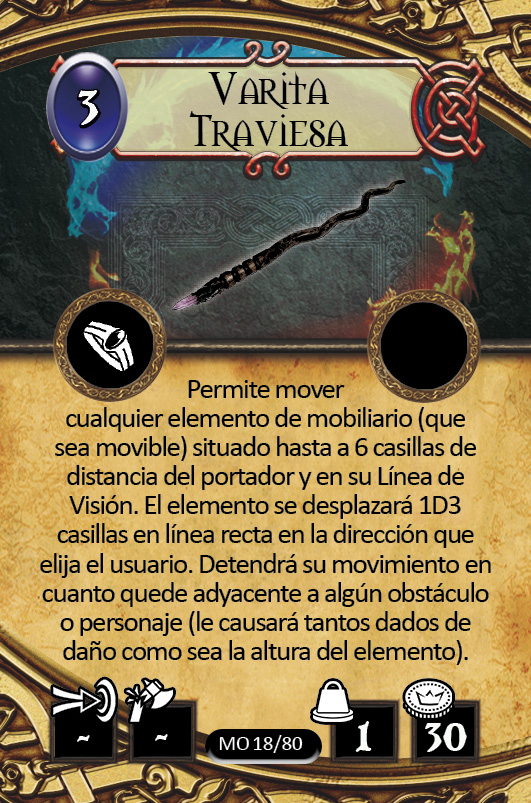 3
Varita
Traviesa
Permite mover
cualquier elemento de mobiliario (que
sea movible) situado hasta a 6 casillas de
distancia del portador y en su Línea de
Visión. El elemento se desplazará 1D3
casillas en línea recta en la dirección que
elija el usuario. Detendrá su movimiento en
cuanto quede adyacente a algún obstáculo
o personaje (le causará tantos dados de
daño como sea la altura del elemento).
~ ~ MO 18/80 1 30